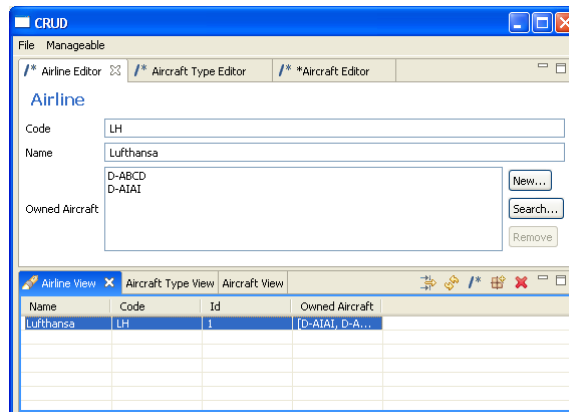 CRUD
File Manageable
/* Airline Editor /* Aircraft Type Editor /* *Aircraft Editor
Airline
Code LH
Name Lufthansa
D-ABCD
D-AIAI
New...
Owned Aircraft
Search...
Remove
Airline View Aircraft Type View Aircraft View /*
Name Code Id Owned Aircraft
Lufthansa LH 1 [D-AIAI, D-A...